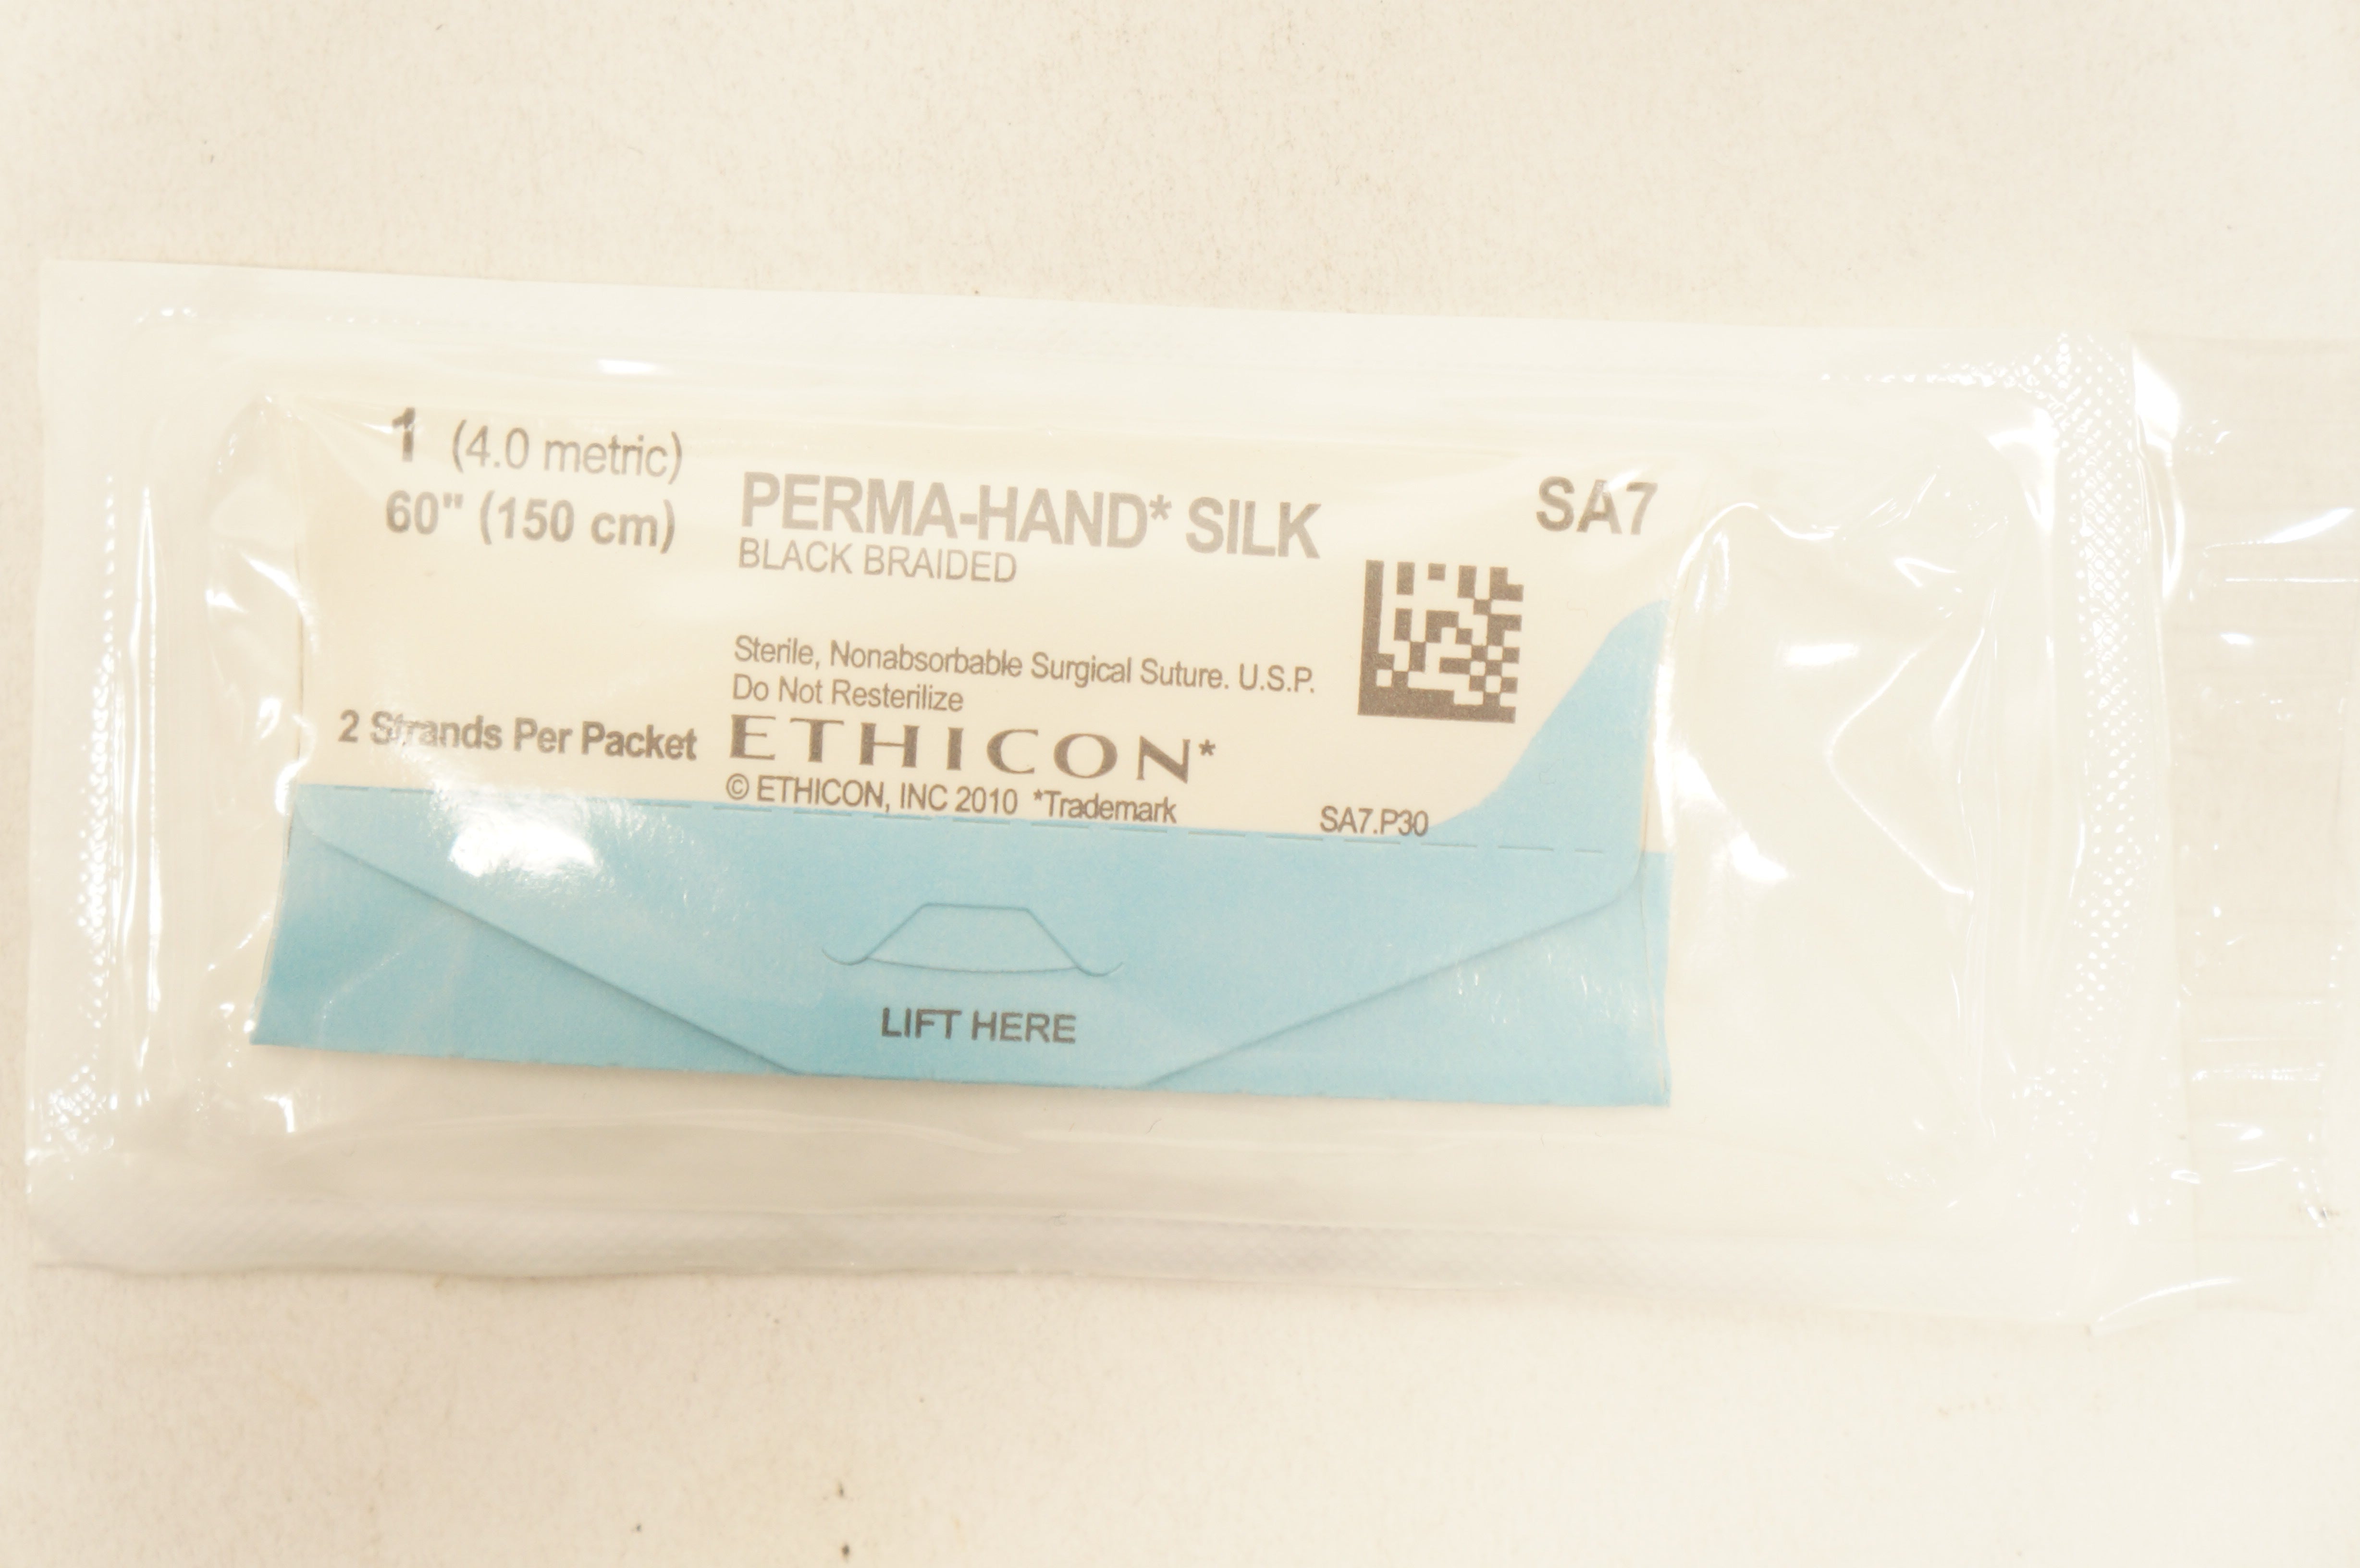 1 (4.0 metric)
60" (150 cm)
PERMA-HAND* SILK
BLACK BRAIDED
SA7
Sterile, Nonabsorbable Surgical Suture. U.S.P.
Do Not Resterilize
2 Strands Per Packet
ETHICON*
© ETHICON, INC 2010 *Trademark
SA7.P30
LIFT HERE